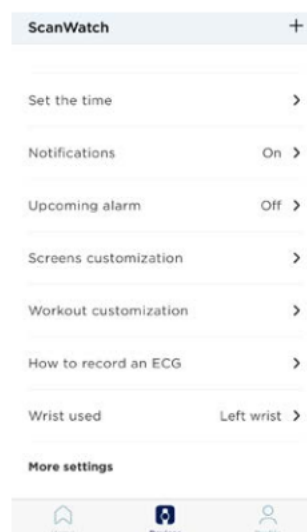 ScanWatch +
Set the time
Notifications On
Upcoming alarm Off
Screens customization
Workout customization
How to record an ECG
Wrist used Left wrist
More settings